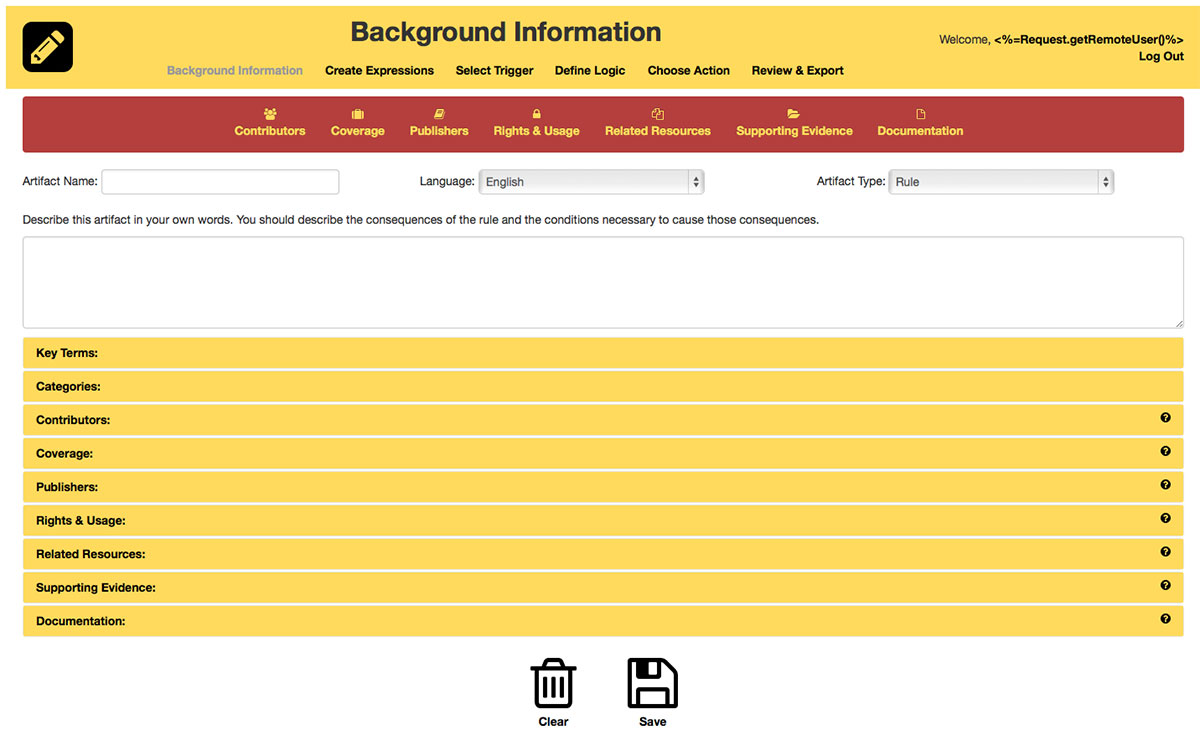 Background Information
Welcome, <%=Request.getRemoteUser()%>
Log Out
Background Information Create Expressions Select Trigger Define Logic Choose Action Review & Export
Contributors Coverage Publishers Rights & Usage Related Resources Supporting Evidence Documentation
Artifact Name: Language: English Artifact Type: Rule
Describe this artifact in your own words. You should describe the consequences of the rule and the conditions necessary to cause those consequences.
Key Terms:
Categories:
Contributors: ?
Coverage: ?
Publishers: ?
Rights & Usage: ?
Related Resources: ?
Supporting Evidence: ?
Documentation: ?
Clear Save